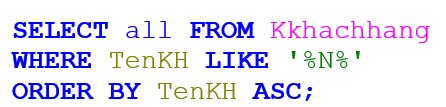 SELECT all FROM Kkhachhang
WHERE TenKH LIKE '%N%'
ORDER BY TenKH ASC;